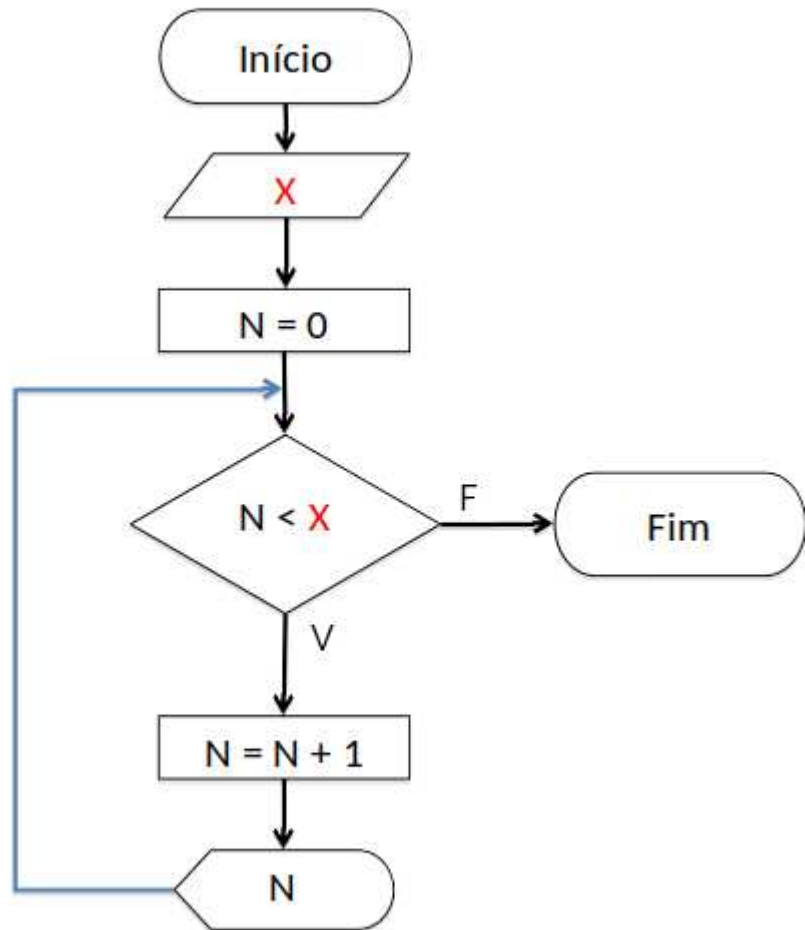 Início
X
N = 0
N < X
F
Fim
V
N = N + 1
N